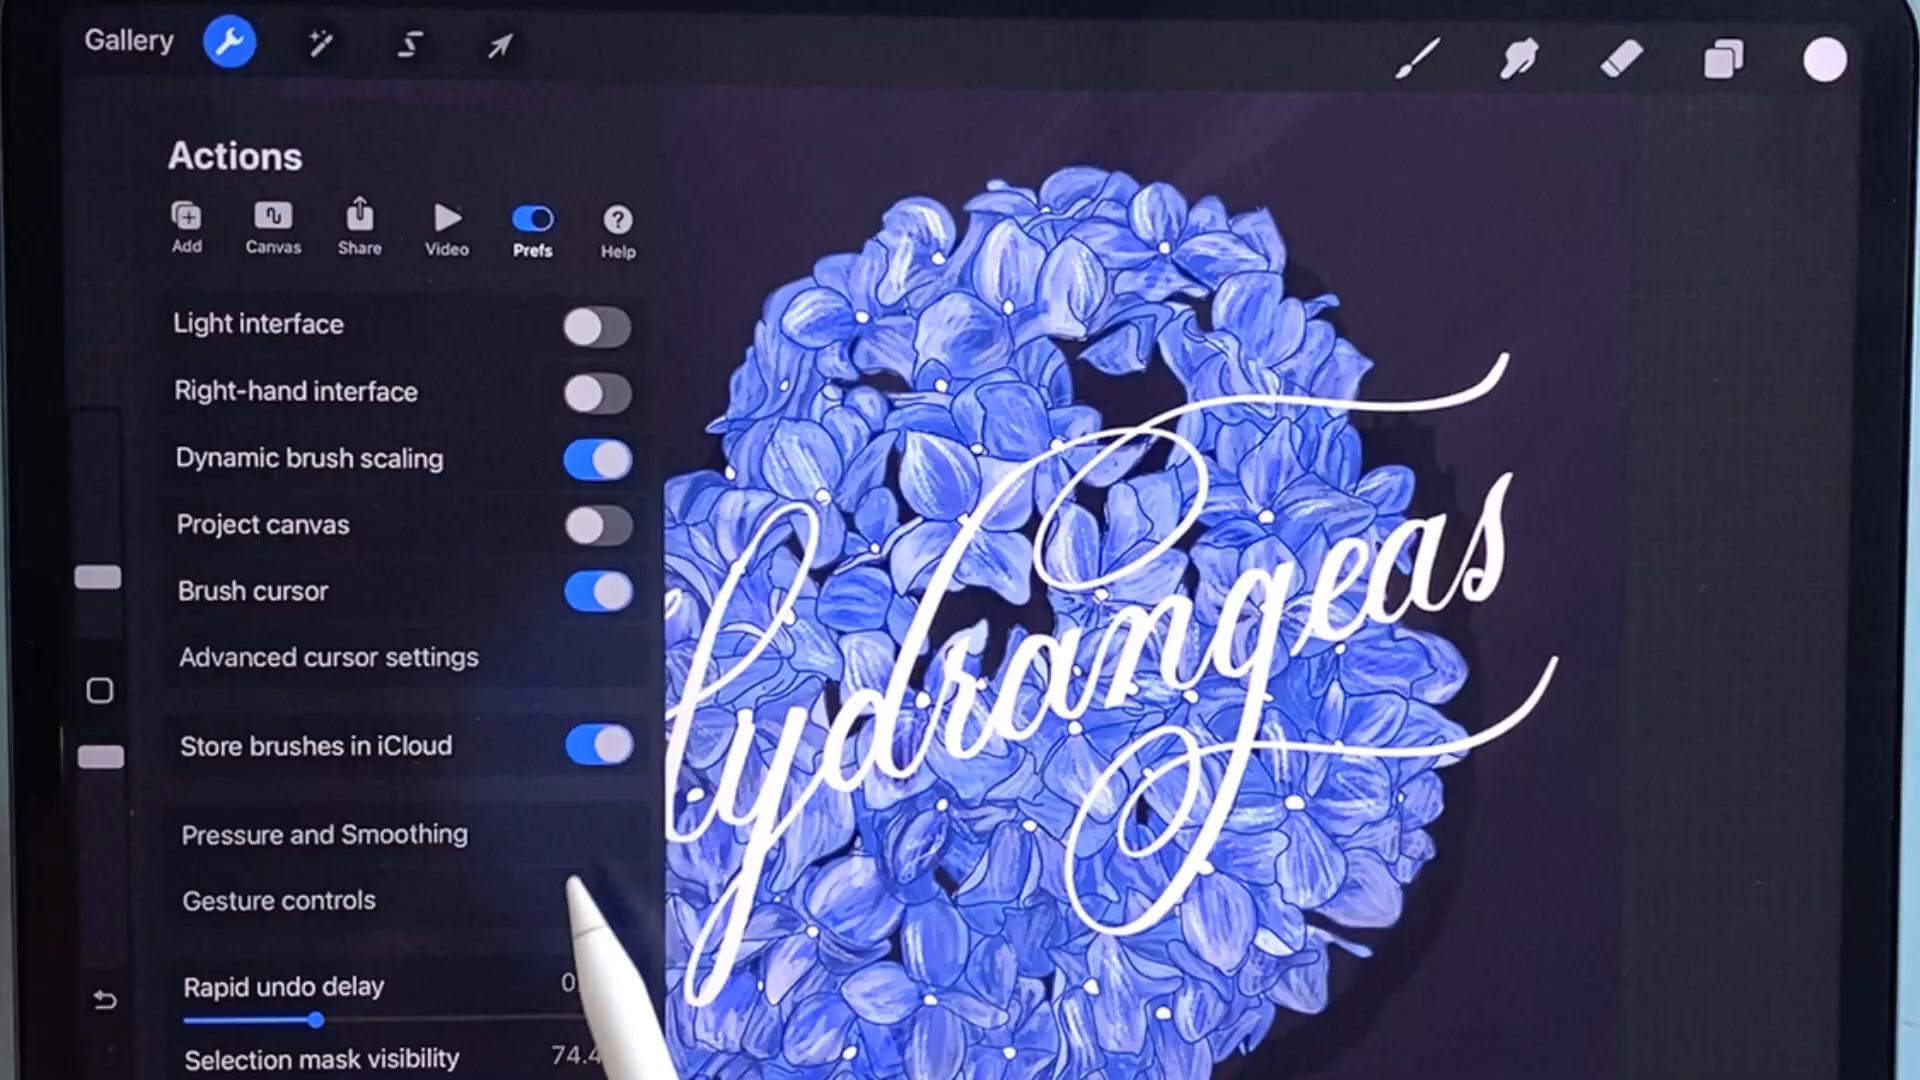 Gallery
Actions
Add Canvas Share Video Prefs Help
Light interface
Right-hand interface
Dynamic brush scaling
Project canvas
Brush cursor
Advanced cursor settings
Store brushes in iCloud
Pressure and Smoothing
Gesture controls
Rapid undo delay
Selection mask visibility
ydrangeas